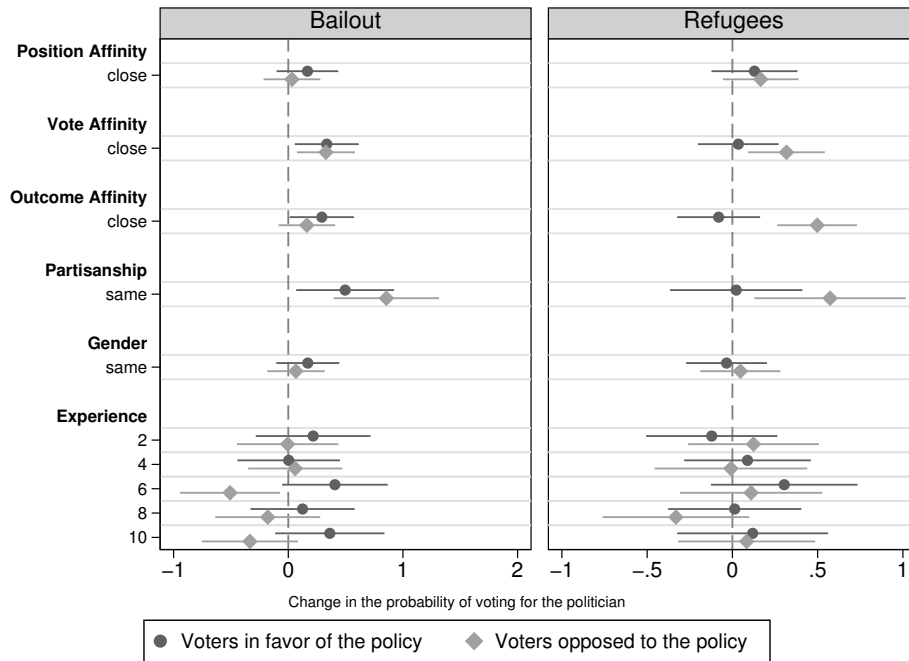 Bailout
Refugees
Position Affinity
close
Vote Affinity
close
Outcome Affinity
close
Partisanship
same
Gender
same
Experience
2
4
6
8
10
−1 0 1 2
−1 −.5 0 .5 1
Change in the probability of voting for the politician
Voters in favor of the policy Voters opposed to the policy